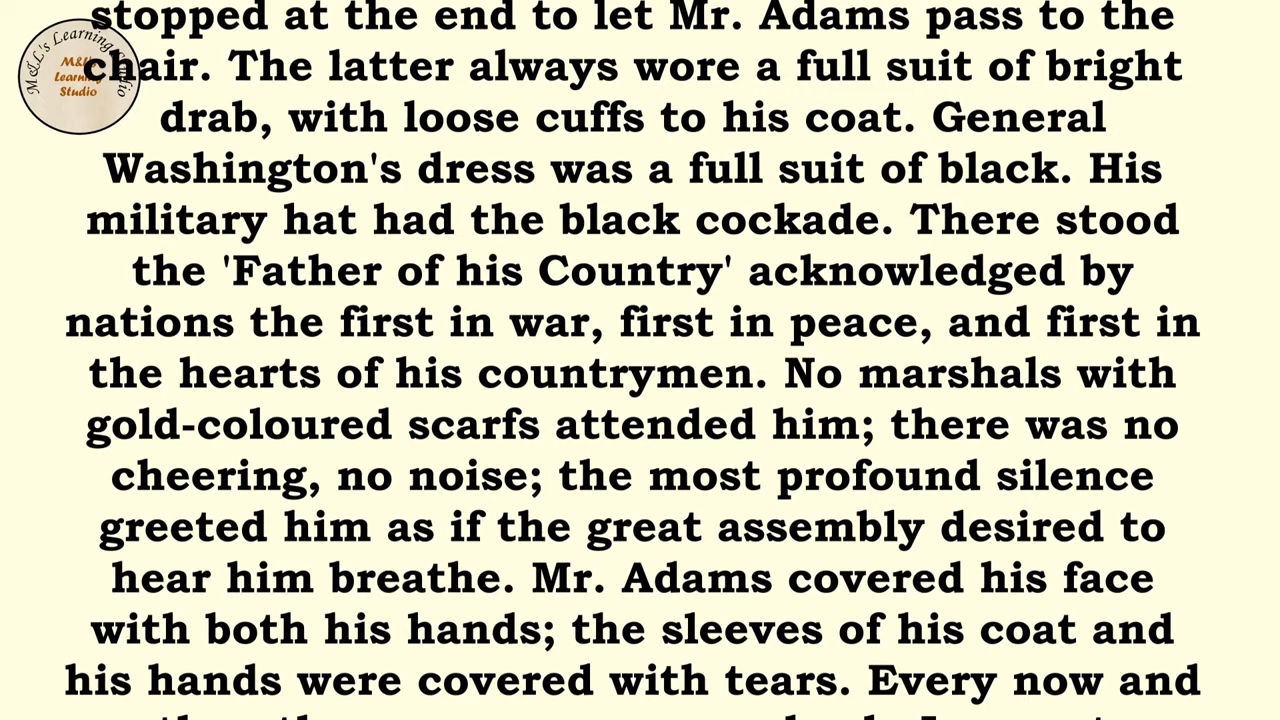 stopped at the end to let Mr. Adams pass to the
chair. The latter always wore a full suit of bright
drab, with loose cuffs to his coat. General
Washington's dress was a full suit of black. His
military hat had the black cockade. There stood
the 'Father of his Country' acknowledged by
nations the first in war, first in peace, and first in
the hearts of his countrymen. No marshals with
gold-coloured scarfs attended him; there was no
cheering, no noise; the most profound silence
greeted him as if the great assembly desired to
hear him breathe. Mr. Adams covered his face
with both his hands; the sleeves of his coat and
his hands were covered with tears. Every now and
M&L's Learning Studio
M&L's
Learning
Studio